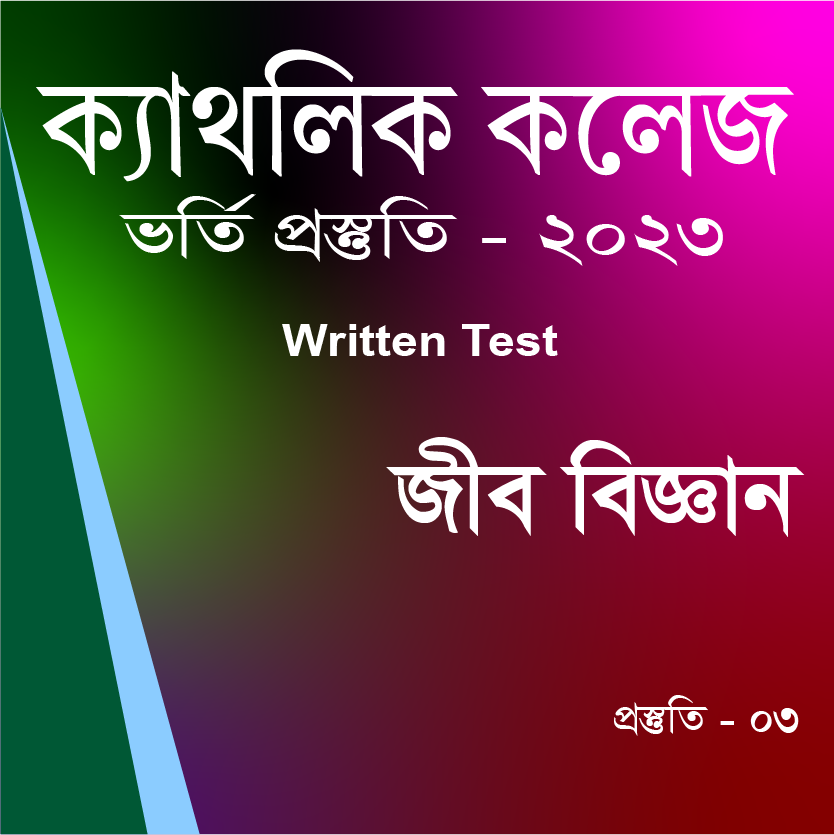 ক্যাথলিক কলেজ
ভর্তি প্রস্তুতি - ২০২৩
Written Test
জীব বিজ্ঞান
প্রস্তুতি - ০৩